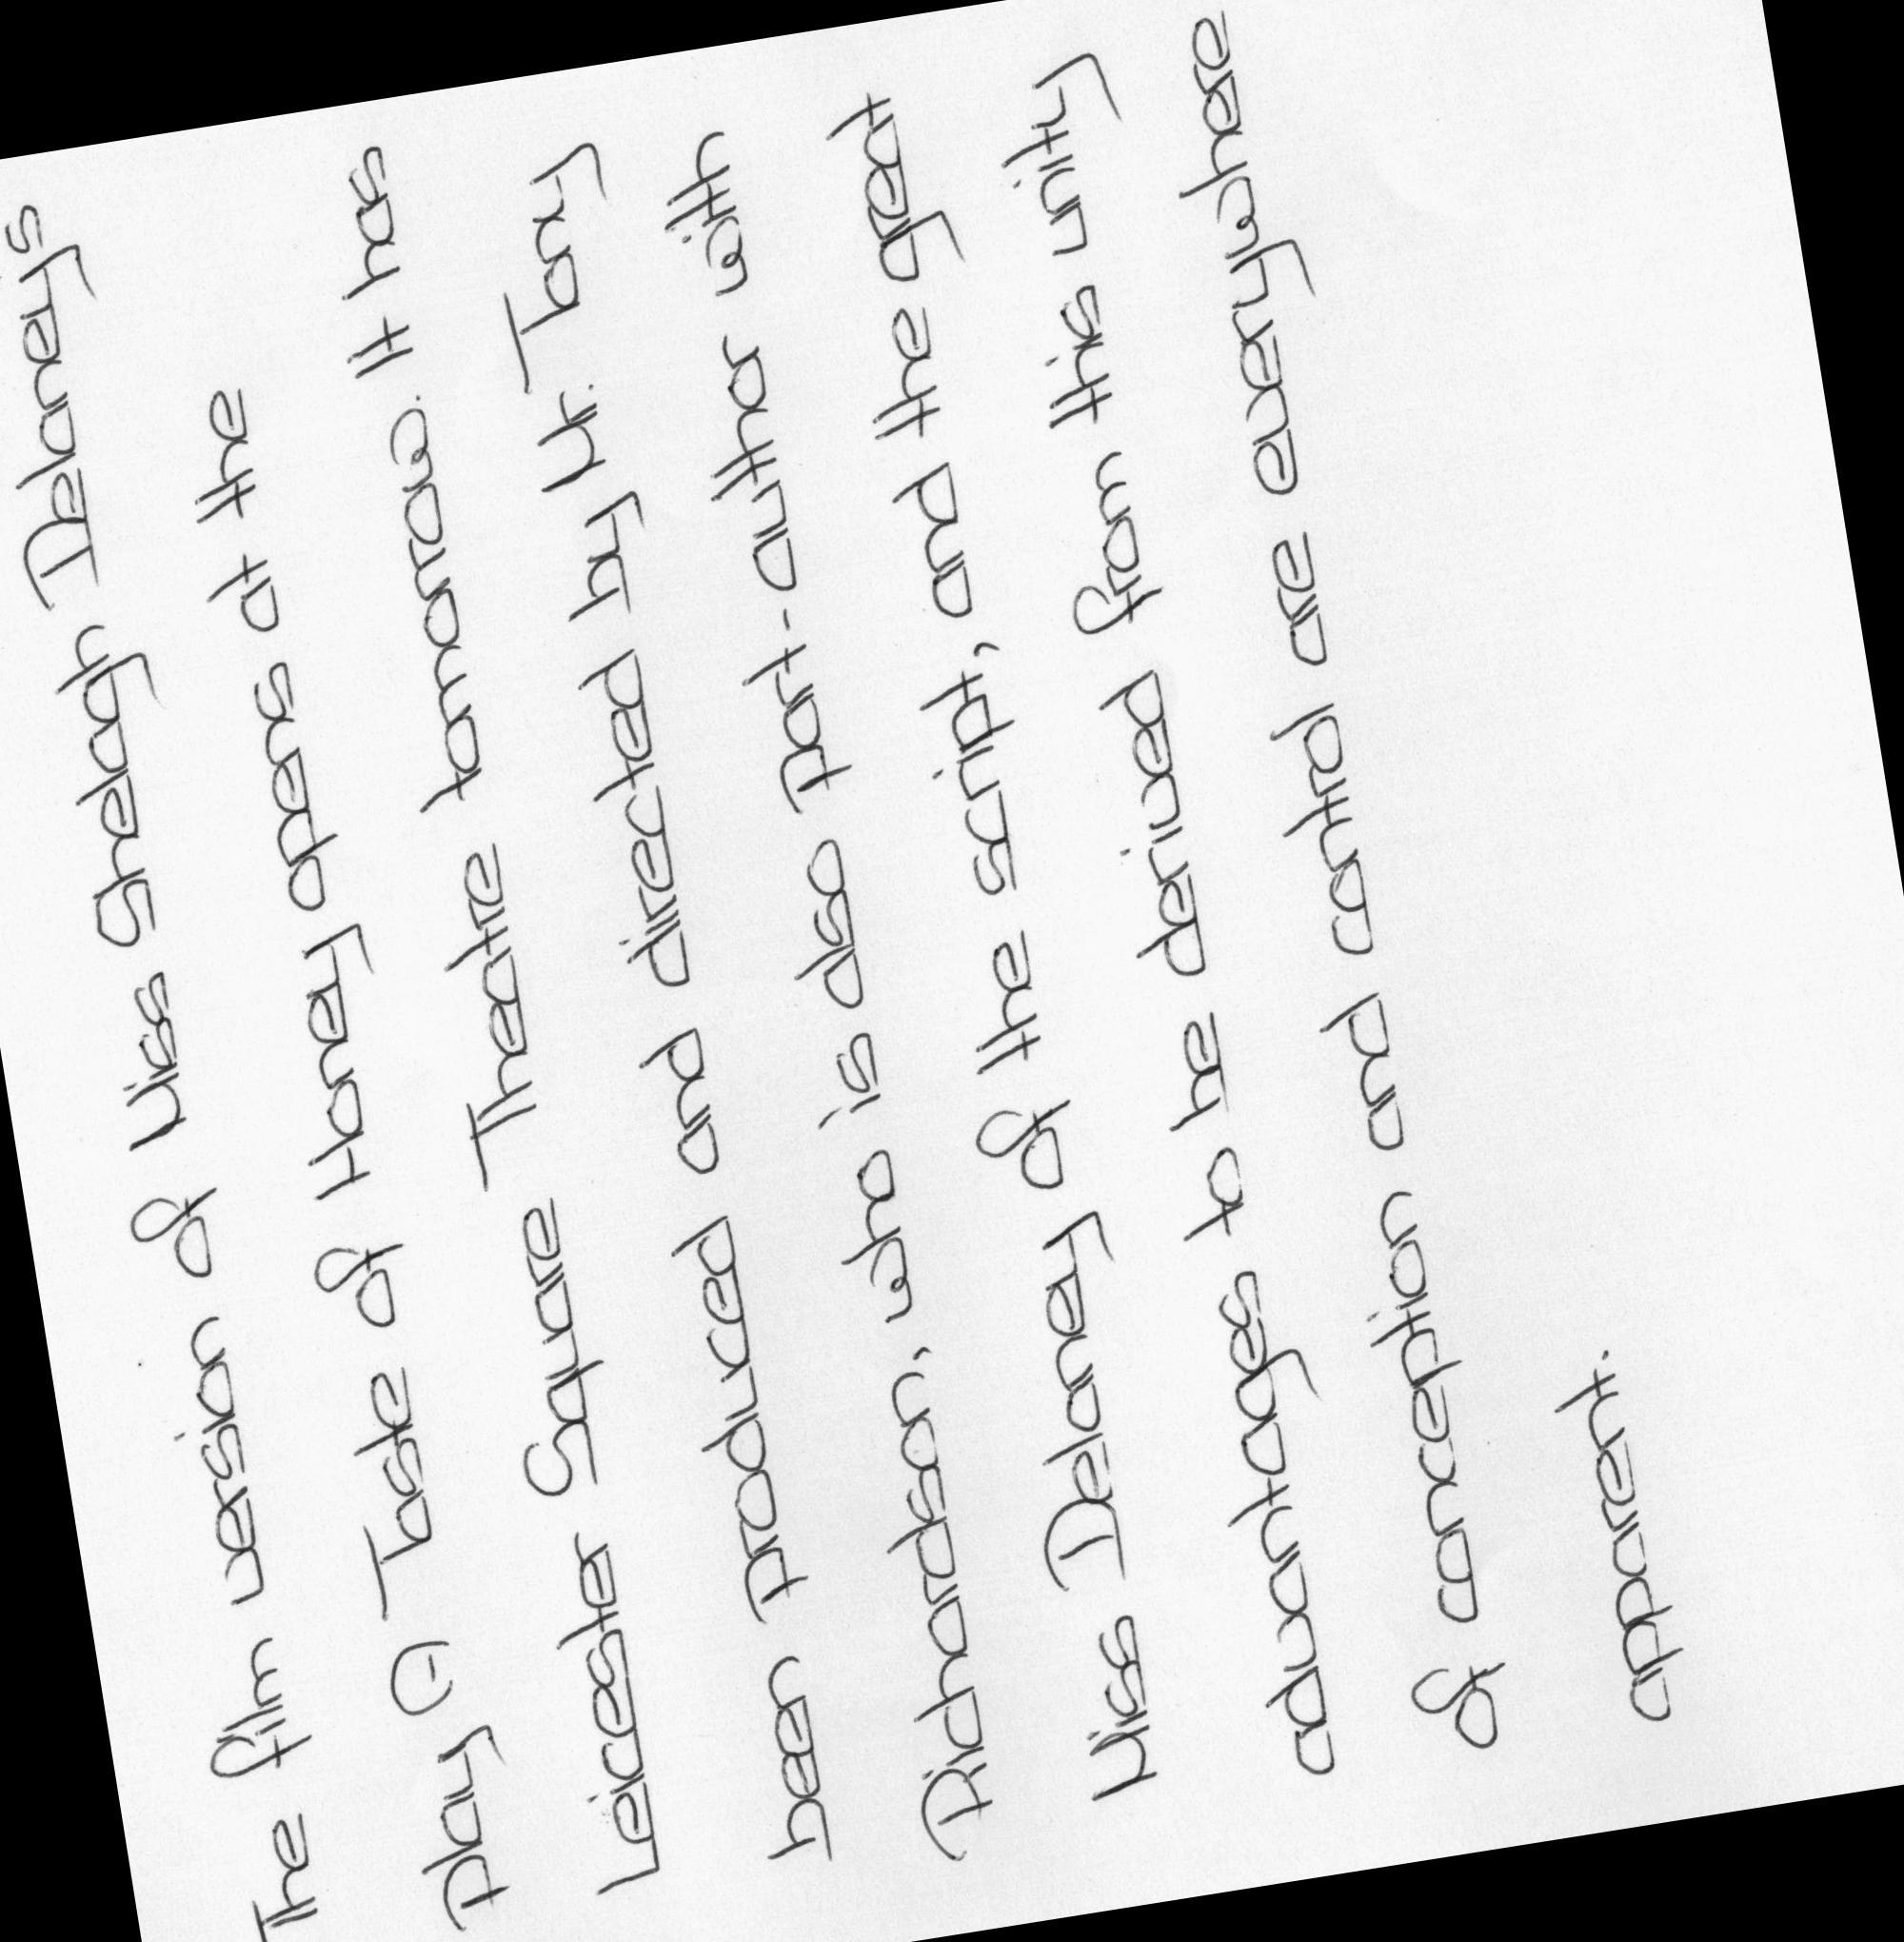 The film version of Miss Shelagh Delaney's
play (-) Taste of Honey opens at the
Leicester Square Theatre tomorrow. It has
been produced and directed by Mr. Tony
Richardson, who is also part-author with
Miss Delaney of the script, and the great
advantages to be derived from this unity
of conception and control are everywhere
apparent.